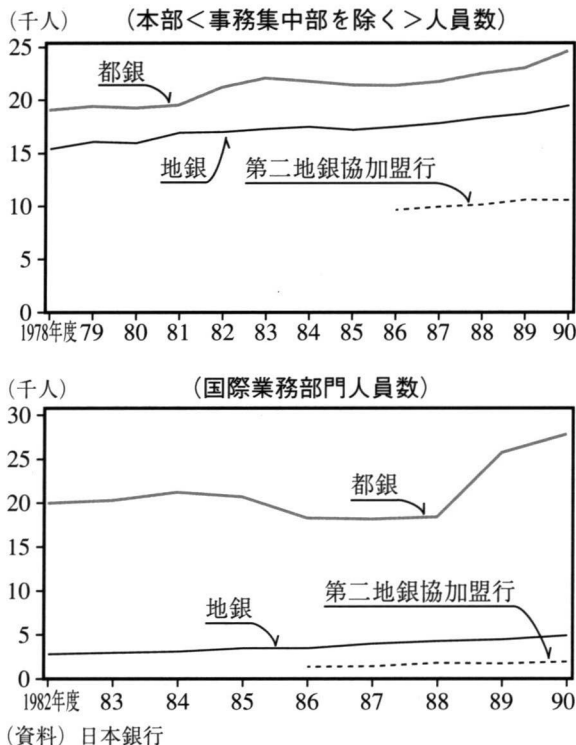 (千人) (本部<事務集中部を除く>人員数)
25
都銀
20
15
地銀 第二地銀協加盟行
10
5
0
1978年度 79 80 81 82 83 84 85 86 87 88 89 90
(千人) (国際業務部門人員数)
30
25
都銀
20
15
第二地銀協加盟行
10
地銀
5
0
1982年度 83 84 85 86 87 88 89 90
(資料) 日本銀行